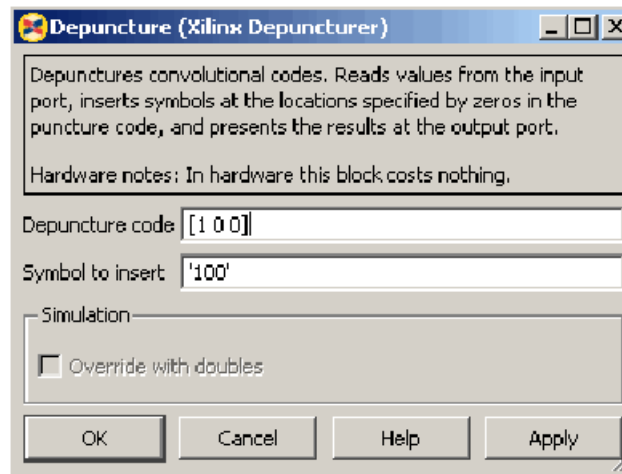 Depuncture (Xilinx Depuncturer)
Depunctures convolutional codes. Reads values from the input
port, inserts symbols at the locations specified by zeros in the
puncture code, and presents the results at the output port.
Hardware notes: In hardware this block costs nothing.
Depuncture code [1 0 0]
Symbol to insert '100'
Simulation
Override with doubles
OK Cancel Help Apply